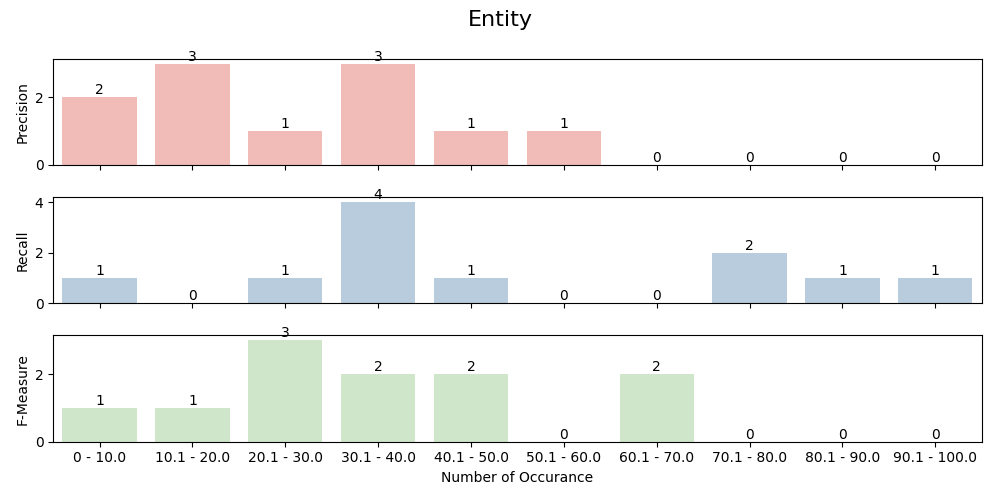 Entity
Precision
2
0
2 3 1 3 1 1 0 0 0 0
Recall
4
2
0
1 0 1 4 1 0 0 2 1 1
F-Measure
2
0
1 1 3 2 2 0 2 0 0 0
0 - 10.0 10.1 - 20.0 20.1 - 30.0 30.1 - 40.0 40.1 - 50.0 50.1 - 60.0 60.1 - 70.0 70.1 - 80.0 80.1 - 90.0 90.1 - 100.0
Number of Occurance